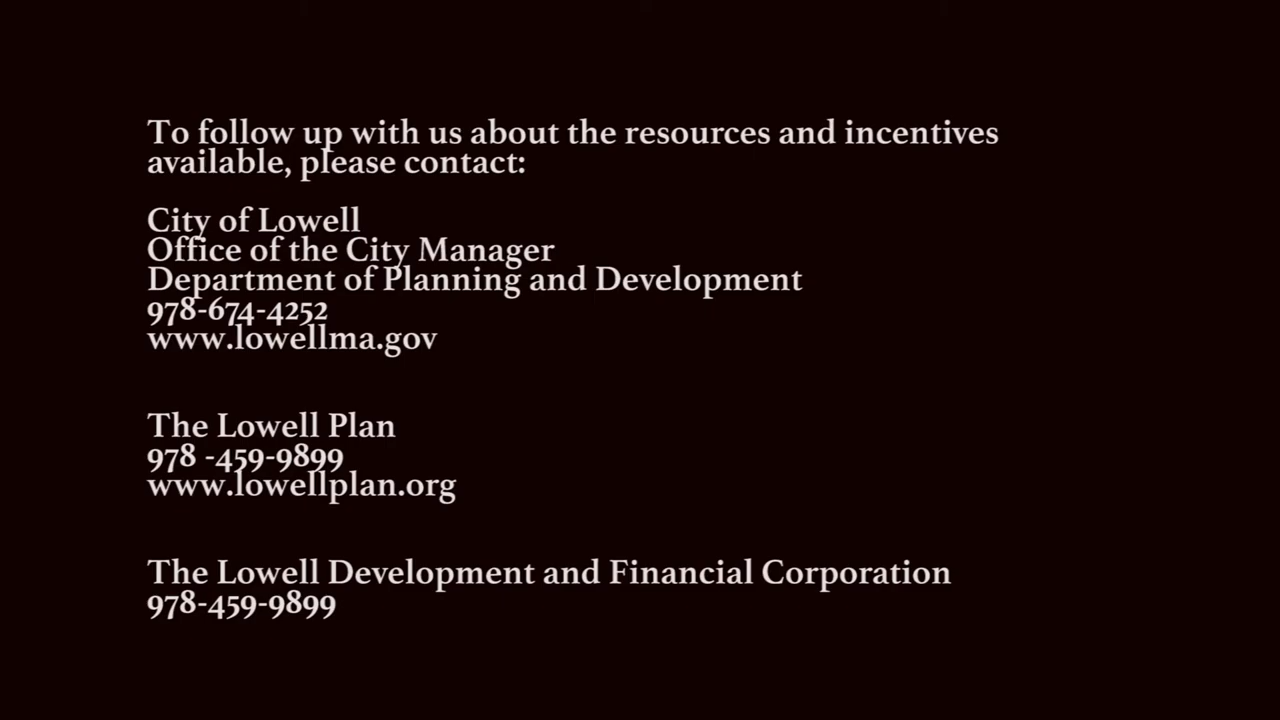 To follow up with us about the resources and incentives
available, please contact:
City of Lowell
Office of the City Manager
Department of Planning and Development
978-674-4252
www.lowellma.gov
The Lowell Plan
978 -459-9899
www.lowellplan.org
The Lowell Development and Financial Corporation
978-459-9899